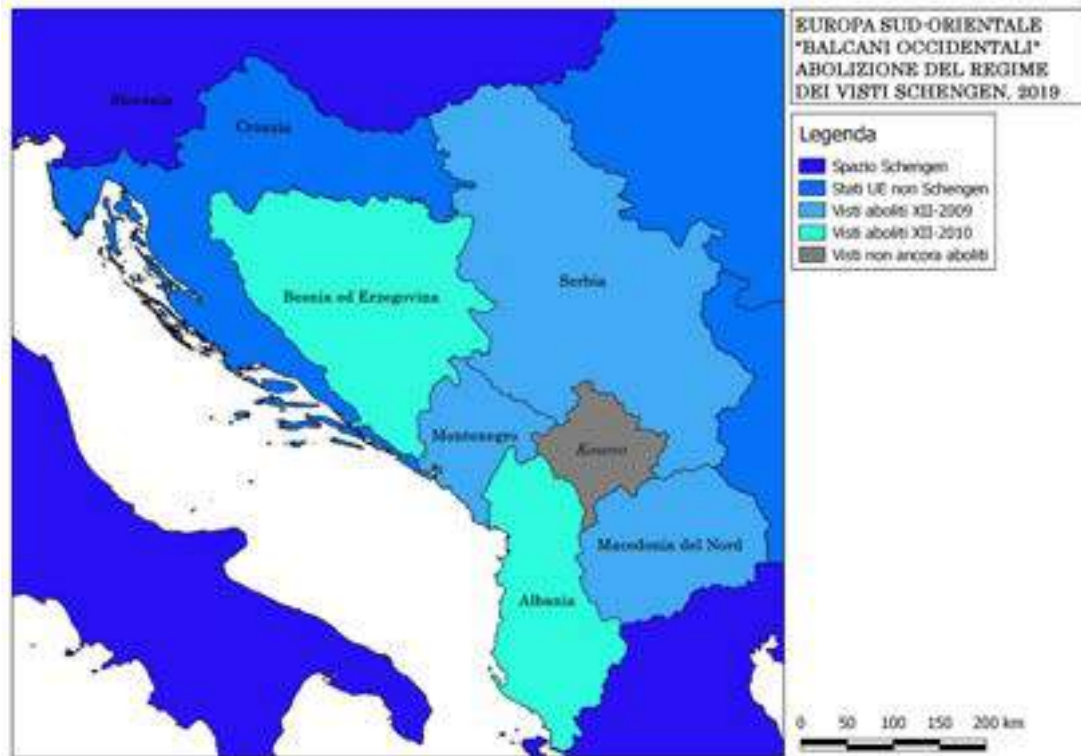 EUROPA SUD-ORIENTALE
"BALCANI OCCIDENTALI"
ABOLIZIONE DEL REGIME
DEI VISTI SCHENGEN, 2019
Legenda
Spazio Schengen
Stati UE non Schengen
Visti aboliti XII-2009
Visti aboliti XII-2010
Visti non ancora aboliti
Slovenia
Croazia
Bosnia ed Erzegovina
Serbia
Montenegro
Kosovo
Macedonia del Nord
Albania
0 50 100 150 200 km